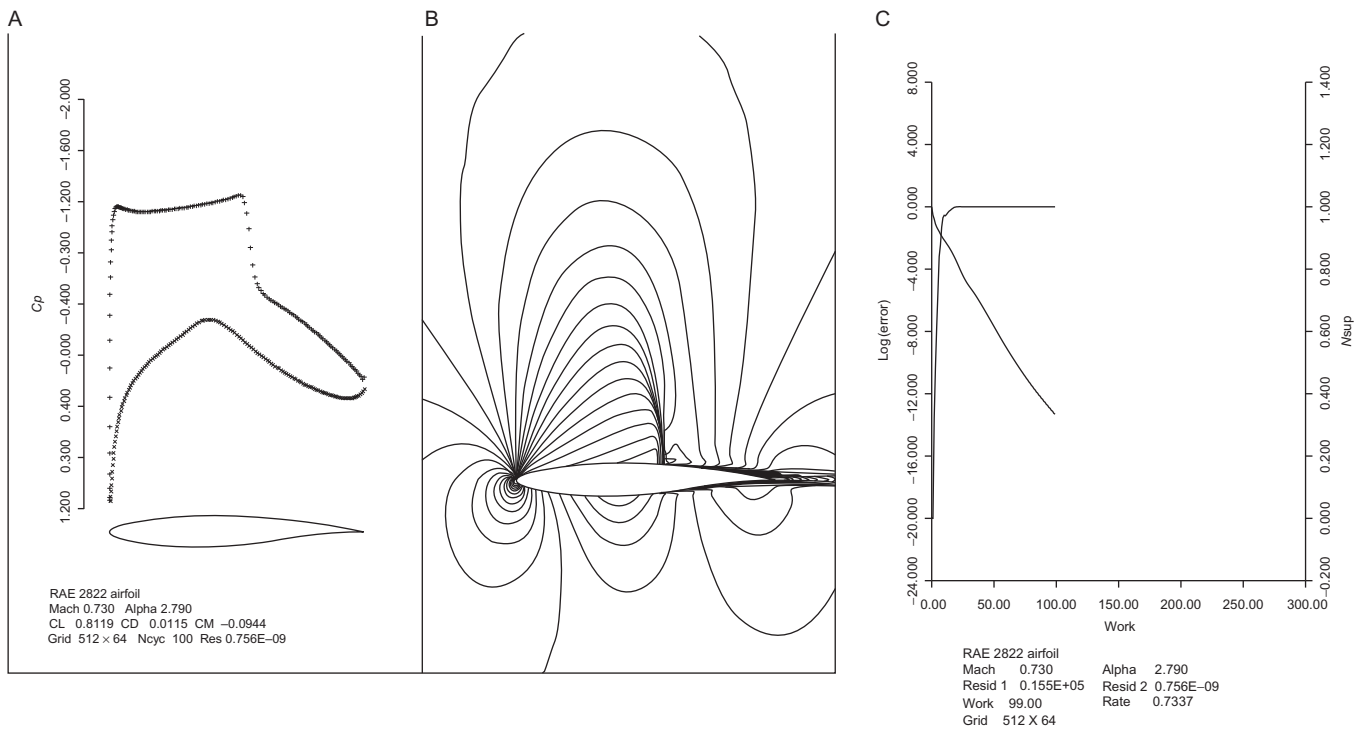 A
-2.000
-1.600
-1.200
-0.300
-0.400
-0.000
0.400
0.300
1.200
Cp
RAE 2822 airfoil
Mach 0.730 Alpha 2.790
CL 0.8119 CD 0.0115 CM –0.0944
Grid 512 × 64 Ncyc 100 Res 0.756E–09
B
C
8.000
4.000
0.000
-4.000
-8.000
-12.000
-16.000
-20.000
-24.000
Log(error)
1.400
1.200
1.000
0.800
0.600
0.400
0.200
0.000
-0.200
Nsup
0.00 50.00 100.00 150.00 200.00 250.00 300.00
Work
RAE 2822 airfoil
Mach 0.730 Alpha 2.790
Resid 1 0.155E+05 Resid 2 0.756E–09
Work 99.00 Rate 0.7337
Grid 512 X 64